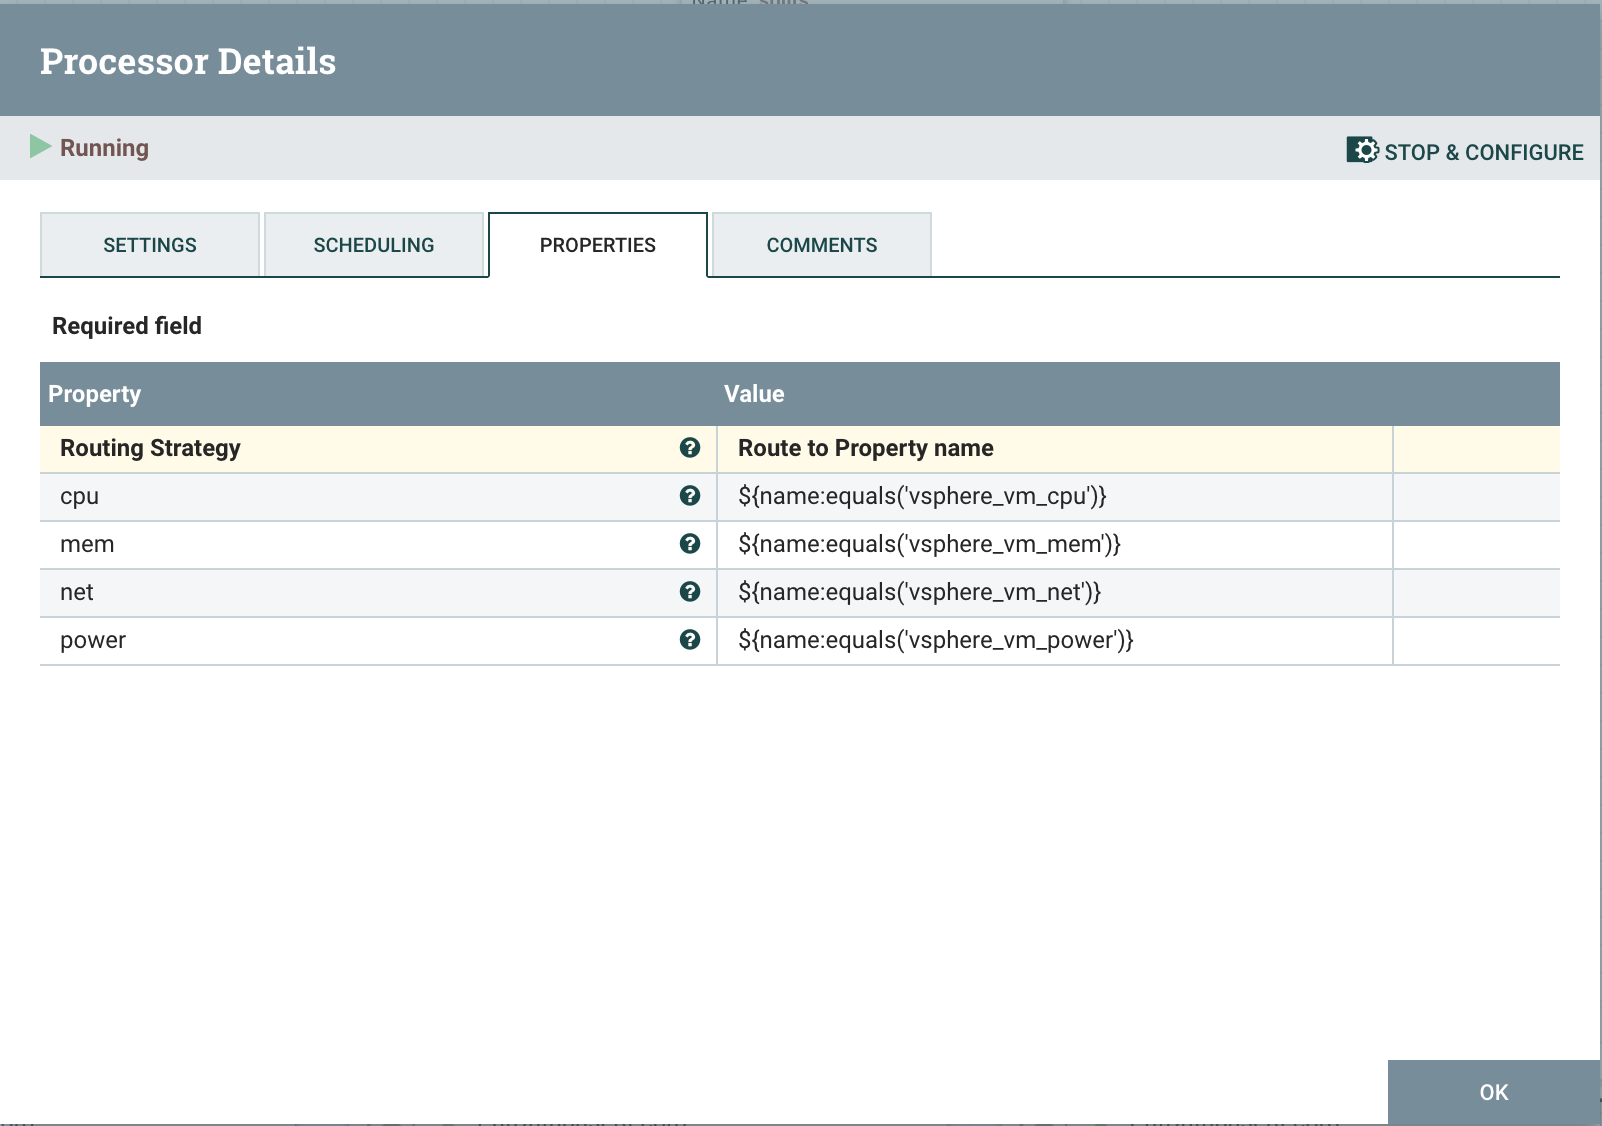 Processor Details
Running
STOP & CONFIGURE
SETTINGS SCHEDULING PROPERTIES COMMENTS
Required field
Property Value
Routing Strategy ? Route to Property name
cpu ? ${name:equals('vsphere_vm_cpu')}
mem ? ${name:equals('vsphere_vm_mem')}
net ? ${name:equals('vsphere_vm_net')}
power ? ${name:equals('vsphere_vm_power')}
OK